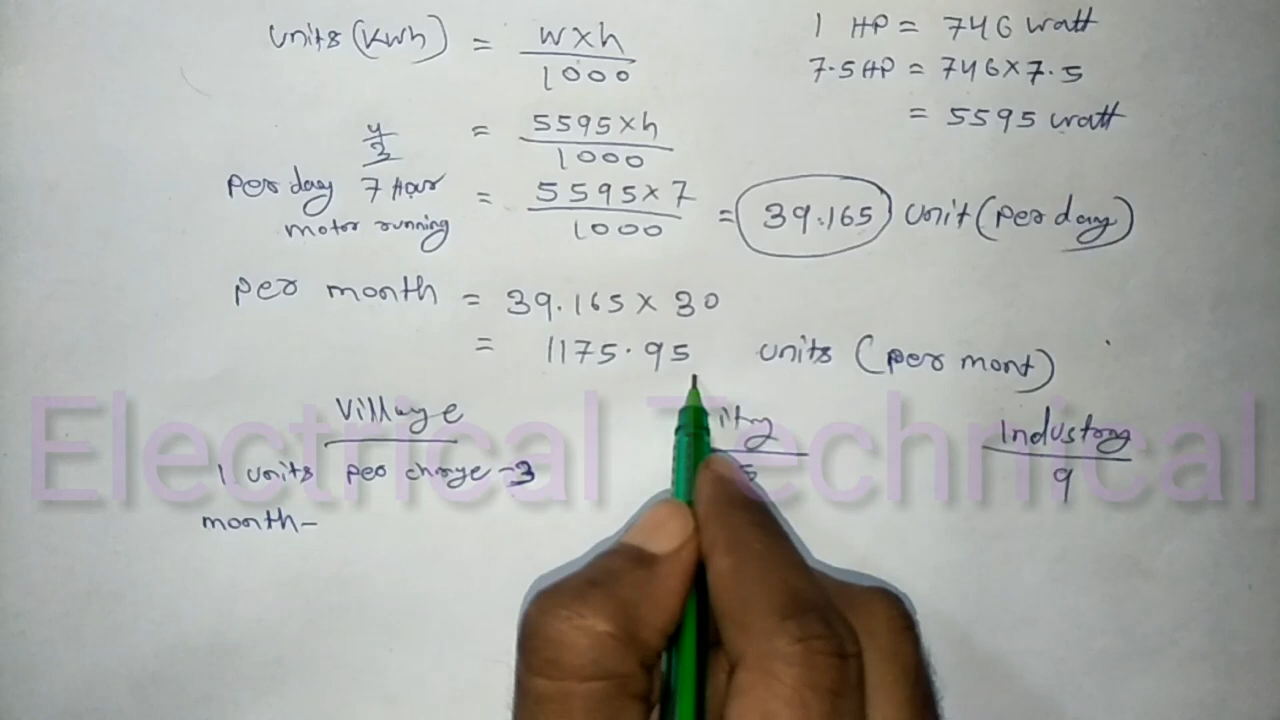 units (kwh) = w x h / 1000
1 HP = 746 watt
7.5 HP = 746 x 7.5
= 5595 watt
= 5595 x h / 1000
per day 7 Hour motor running = 5595 x 7 / 1000 = 39.165 unit (per day)
per month = 39.165 x 30
= 1175.95 units (per mont)
Village
Industry
1 units per charge - 3
5
9
month -
Electrical Technical